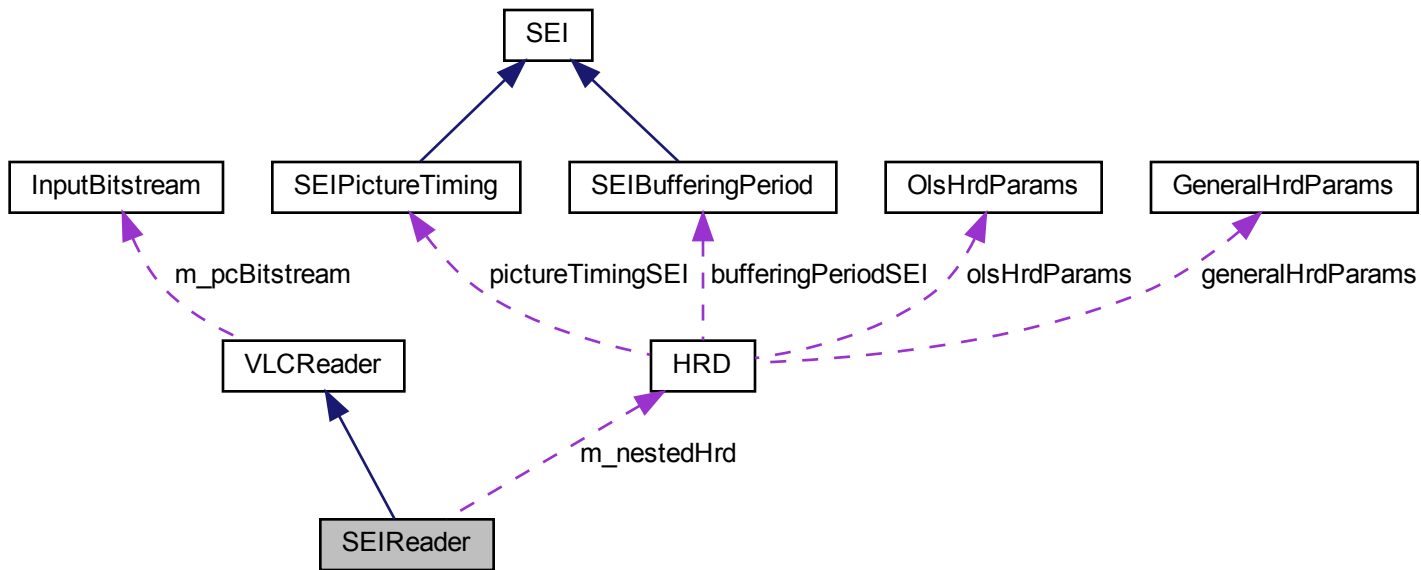 SEI
InputBitstream
SEIPictureTiming
SEIBufferingPeriod
OlsHrdParams
GeneralHrdParams
m_pcBitstream
pictureTimingSEI
bufferingPeriodSEI
olsHrdParams
generalHrdParams
VLCReader
HRD
m_nestedHrd
SEIReader